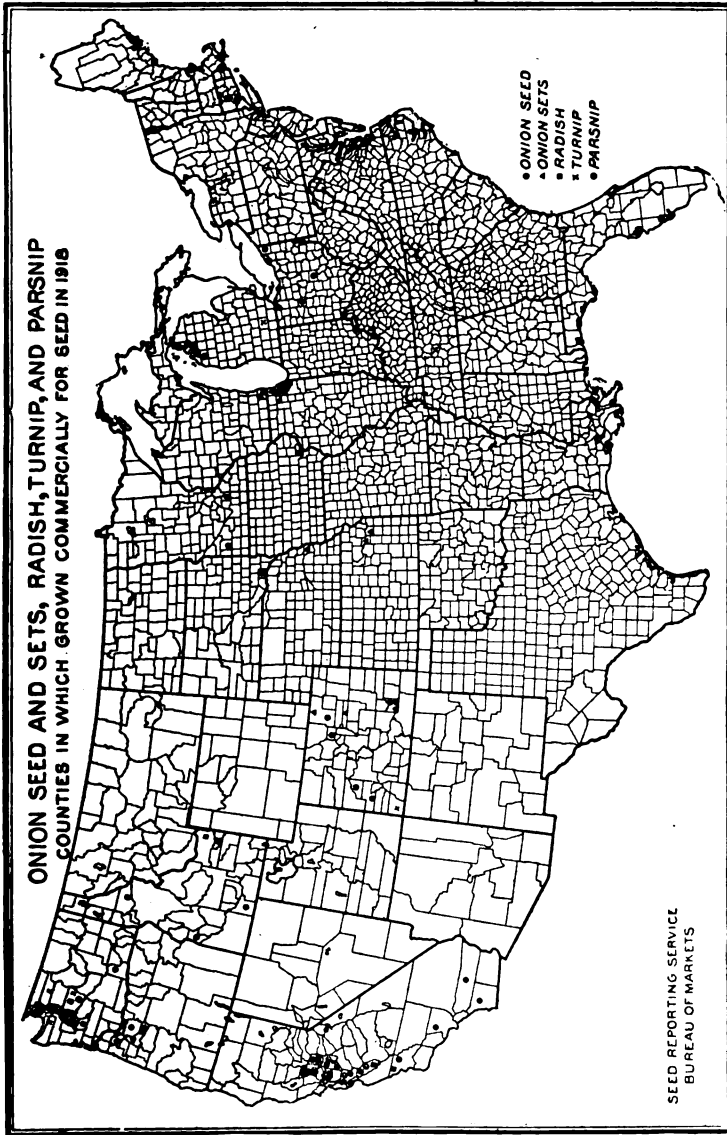 ONION SEED AND SETS, RADISH, TURNIP, AND PARSNIP
COUNTIES IN WHICH GROWN COMMERCIALLY FOR SEED IN 1918
• ONION SEED
▲ ONION SETS
■ RADISH
x TURNIP
● PARSNIP
SEED REPORTING SERVICE
BUREAU OF MARKETS